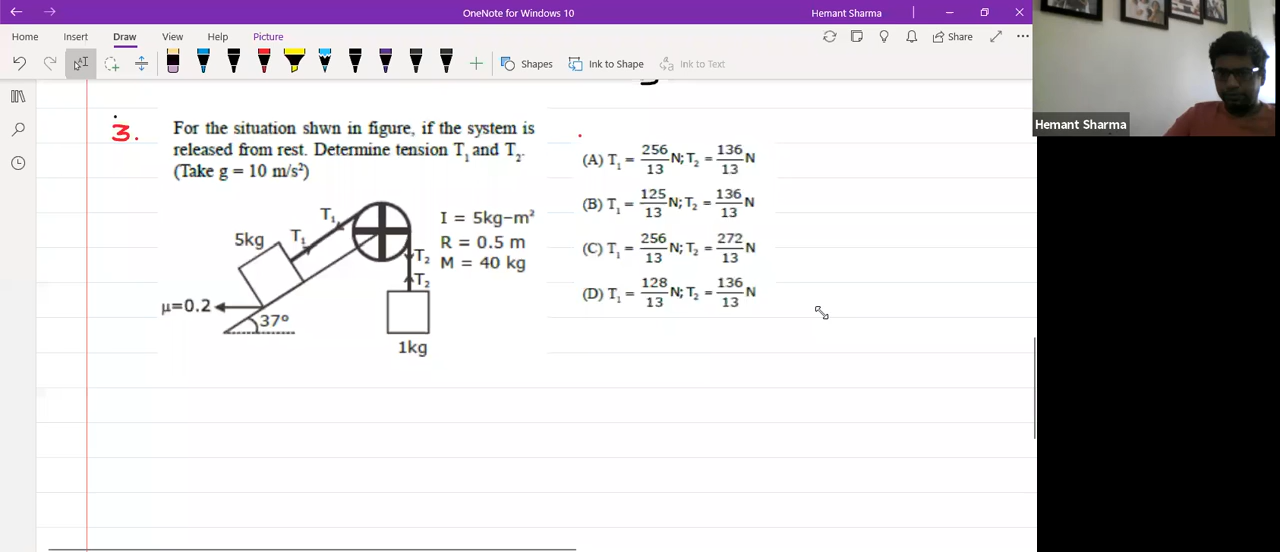 OneNote for Windows 10
Hemant Sharma
Home Insert Draw View Help Picture
Share
Shapes
Ink to Shape
Ink to Text
Hemant Sharma
3.
For the situation shwn in figure, if the system is
released from rest. Determine tension T₁ and T₂.
(Take g = 10 m/s²)
T₁
T₁
5kg
I = 5kg–m²
R = 0.5 m
M = 40 kg
T₂
T₂
μ=0.2
37°
1kg
(A) T₁ = 256/13 N; T₂ = 136/13 N
(B) T₁ = 125/13 N; T₂ = 136/13 N
(C) T₁ = 256/13 N; T₂ = 272/13 N
(D) T₁ = 128/13 N; T₂ = 136/13 N